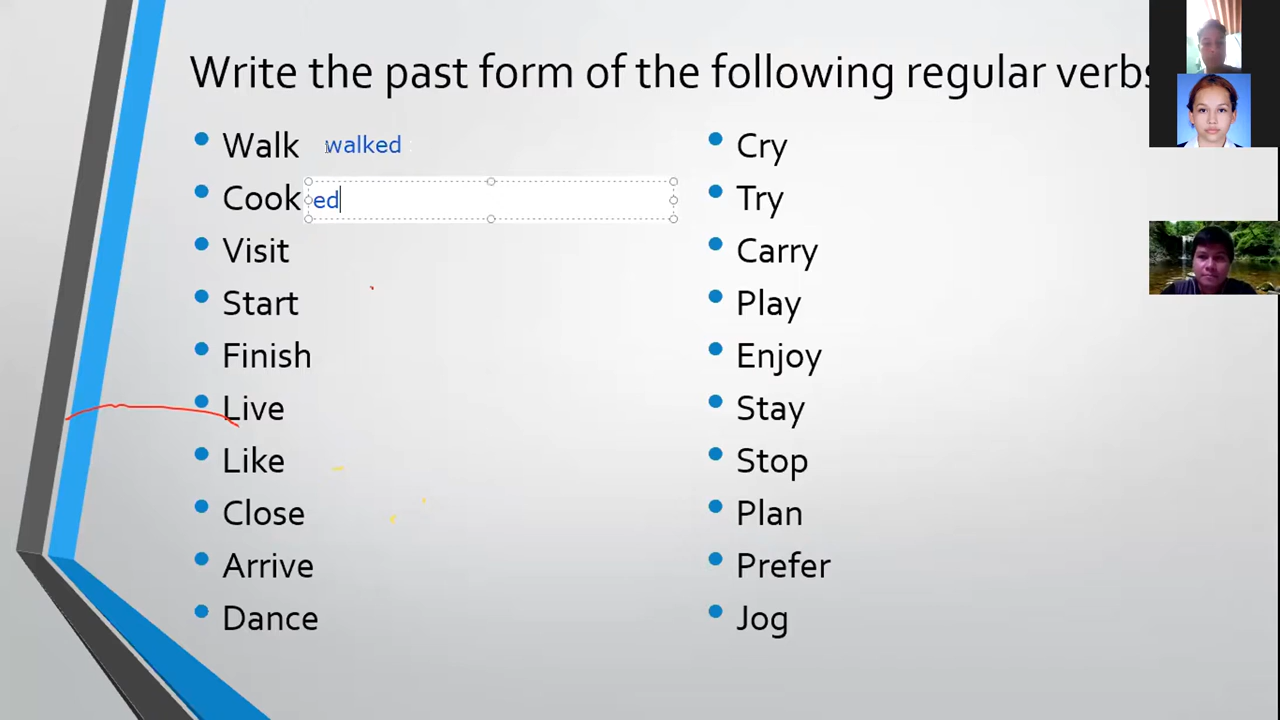 Write the past form of the following regular verbs
Walk walked
Cook ed
Visit
Start
Finish
Live
Like
Close
Arrive
Dance
Cry
Try
Carry
Play
Enjoy
Stay
Stop
Plan
Prefer
Jog